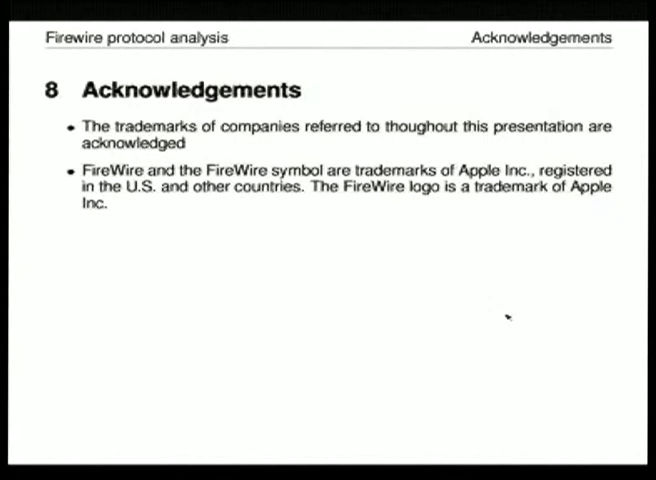 Firewire protocol analysis Acknowledgements
8 Acknowledgements
• The trademarks of companies referred to thoughout this presentation are
acknowledged
• FireWire and the FireWire symbol are trademarks of Apple Inc., registered
in the U.S. and other countries. The FireWire logo is a trademark of Apple
Inc.